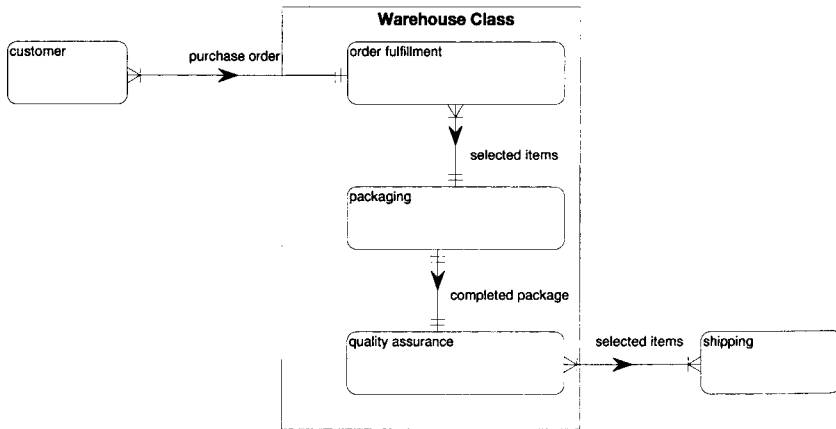 Warehouse Class
customer
purchase order
order fulfillment
selected items
packaging
completed package
quality assurance
selected items
shipping